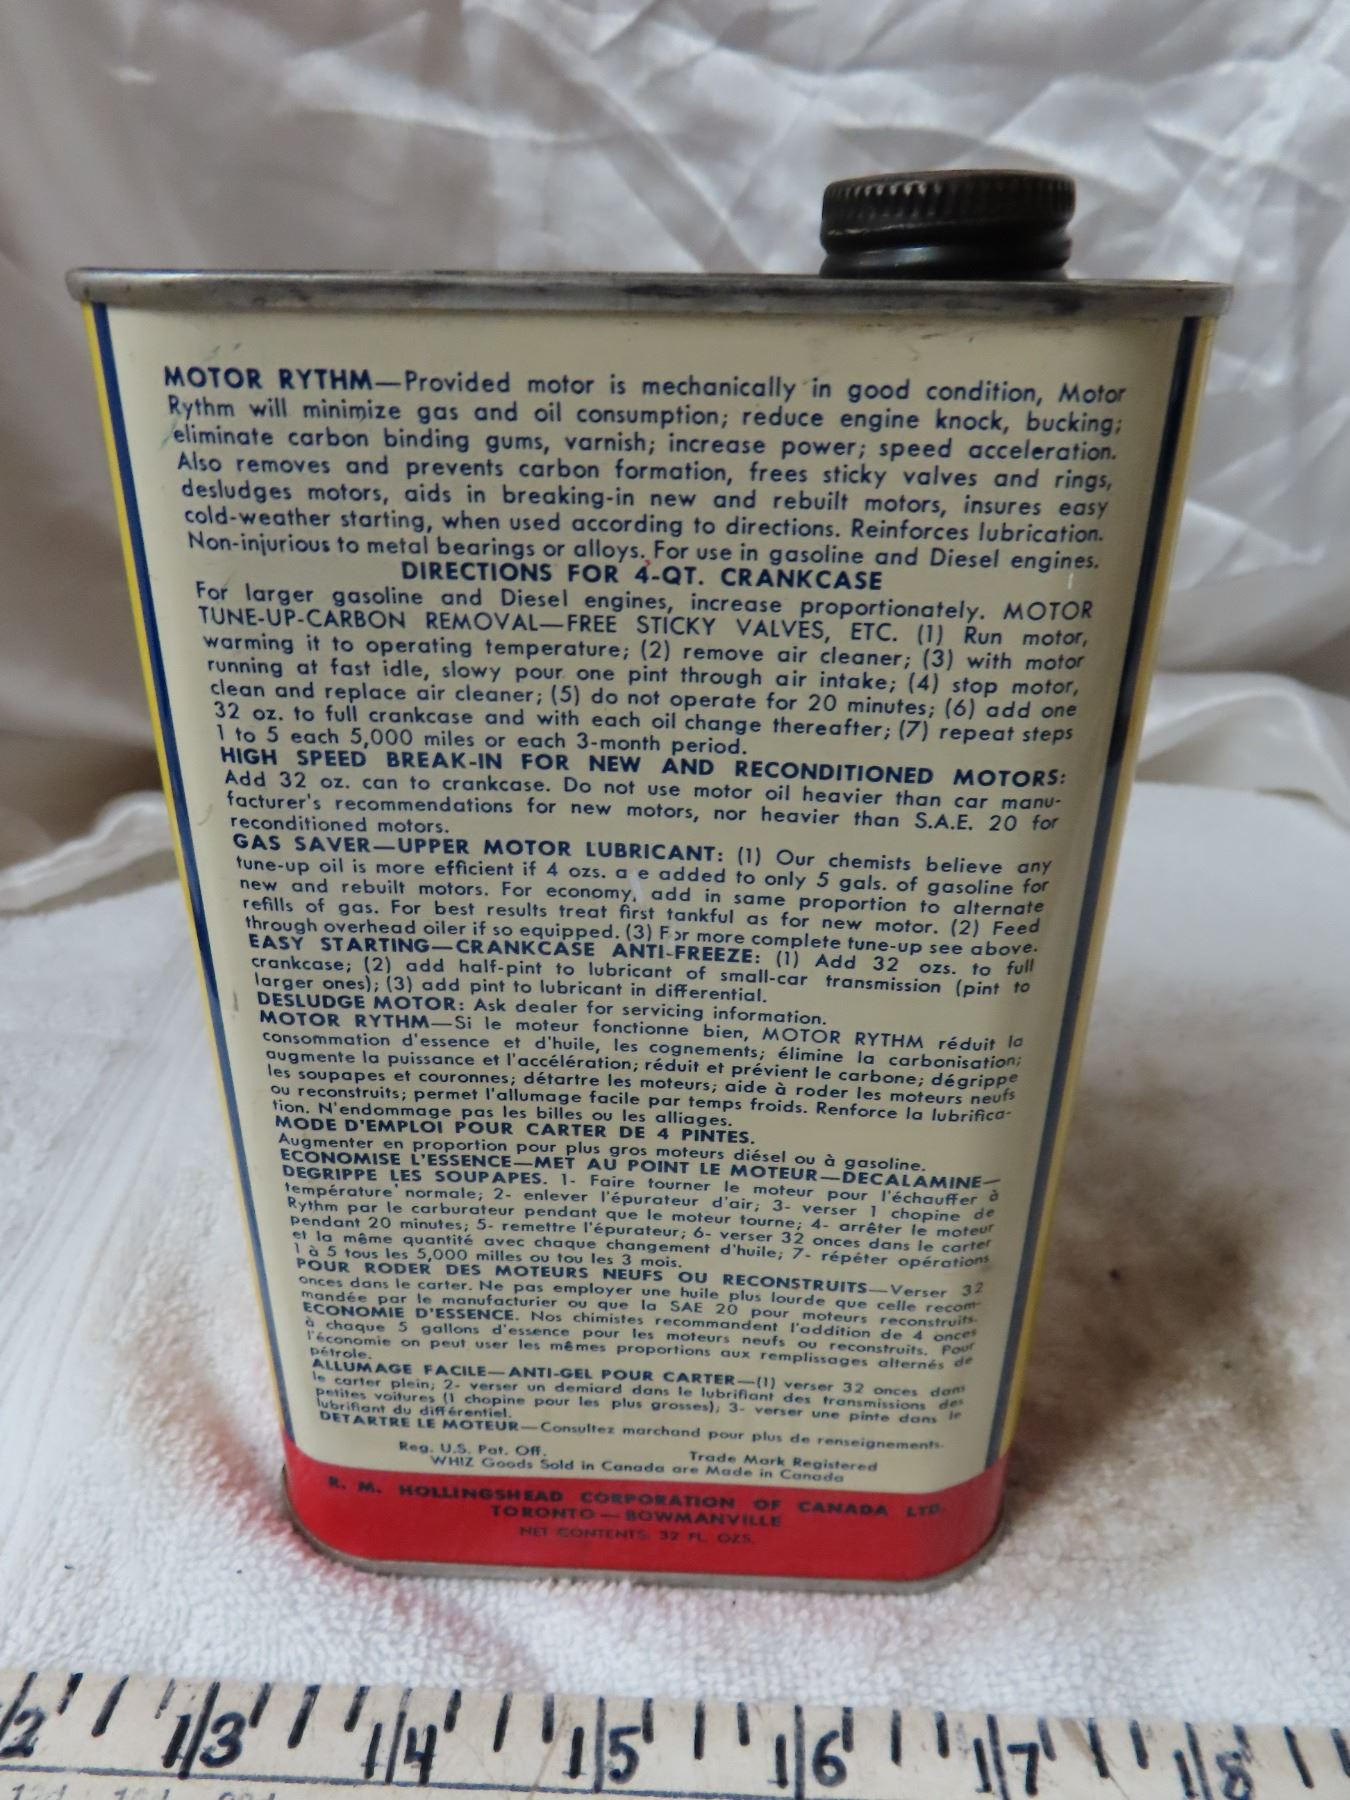 MOTOR RYTHM—Provided motor is mechanically in good condition, Motor
Rythm will minimize gas and oil consumption; reduce engine knock, bucking;
eliminate carbon binding gums, varnish; increase power; speed acceleration.
Also removes and prevents carbon formation, frees sticky valves and rings,
desludges motors, aids in breaking-in new and rebuilt motors, insures easy
cold-weather starting, when used according to directions. Reinforces lubrication.
Non-injurious to metal bearings or alloys. For use in gasoline and Diesel engines.
DIRECTIONS FOR 4-QT. CRANKCASE
For larger gasoline and Diesel engines, increase proportionately. MOTOR
TUNE-UP-CARBON REMOVAL—FREE STICKY VALVES, ETC. (1) Run motor,
warming it to operating temperature; (2) remove air cleaner; (3) with motor
running at fast idle, slowy pour one pint through air intake; (4) stop motor,
clean and replace air cleaner; (5) do not operate for 20 minutes; (6) add one
32 oz. to full crankcase and with each oil change thereafter; (7) repeat steps
1 to 5 each 5,000 miles or each 3-month period.
HIGH SPEED BREAK-IN FOR NEW AND RECONDITIONED MOTORS:
Add 32 oz. can to crankcase. Do not use motor oil heavier than car manu-
facturer's recommendations for new motors, nor heavier than S.A.E. 20 for
reconditioned motors.
GAS SAVER—UPPER MOTOR LUBRICANT: (1) Our chemists believe any
tune-up oil is more efficient if 4 ozs. a e added to only 5 gals. of gasoline for
new and rebuilt motors. For economy, add in same proportion to alternate
refills of gas. For best results treat first tankful as for new motor. (2) Feed
through overhead oiler if so equipped. (3) For more complete tune-up see above.
EASY STARTING—CRANKCASE ANTI-FREEZE: (1) Add 32 ozs. to full
crankcase; (2) add half-pint to lubricant of small-car transmission (pint to
larger ones); (3) add pint to lubricant in differential.
DESLUDGE MOTOR: Ask dealer for servicing information.
MOTOR RYTHM—Si le moteur fonctionne bien, MOTOR RYTHM réduit la
consommation d'essence et d'huile, les cognements; élimine la carbonisation;
augmente la puissance et l'accélération; réduit et prévient le carbone; dégrippe
les soupapes et couronnes; détartre les moteurs; aide à roder les moteurs neufs
ou reconstruits; permet l'allumage facile par temps froids. Renforce la lubrifica-
tion. N'endommage pas les billes ou les alliages.
MODE D'EMPLOI POUR CARTER DE 4 PINTES.
Augmenter en proportion pour plus gros moteurs diésel ou à gasoline.
ECONOMISE L'ESSENCE—MET AU POINT LE MOTEUR—DECALAMINE—
DEGRIPPE LES SOUPAPES. 1- Faire tourner le moteur pour l'échauffer à
température normale; 2- enlever l'épurateur d'air; 3- verser 1 chopine de
Rythm par le carburateur pendant que le moteur tourne; 4- arrêter le moteur
pendant 20 minutes; 5- remettre l'épurateur; 6- verser 32 onces dans le carter
et la même quantité avec chaque changement d'huile; 7- répéter opérations
1 à 5 tous les 5,000 milles ou tou les 3 mois.
POUR RODER DES MOTEURS NEUFS OU RECONSTRUITS—Verser 32
onces dans le carter. Ne pas employer une huile plus lourde que celle recom-
mandée par le manufacturier ou que la SAE 20 pour moteurs reconstruits.
ECONOMIE D'ESSENCE. Nos chimistes recommandent l'addition de 4 onces
à chaque 5 gallons d'essence pour les moteurs neufs ou reconstruits. Pour
l'économie on peut user les mêmes proportions aux remplissages alternés de
pétrole.
ALLUMAGE FACILE—ANTI-GEL POUR CARTER—(1) verser 32 onces dans
le carter plein; 2- verser un demiard dans le lubrifiant des transmissions des
petites voitures (1 chopine pour les plus grosses); 3- verser une pinte dans le
lubrifiant du différentiel.
DETARTRE LE MOTEUR—Consultez marchand pour plus de renseignements.
Reg. U.S. Pat. Off. Trade Mark Registered
WHIZ Goods Sold in Canada are Made in Canada
R. M. HOLLINGSHEAD CORPORATION OF CANADA LTD.
TORONTO—BOWMANVILLE
NET CONTENTS: 32 FL. OZS.
12 13 14 15 16 17 18